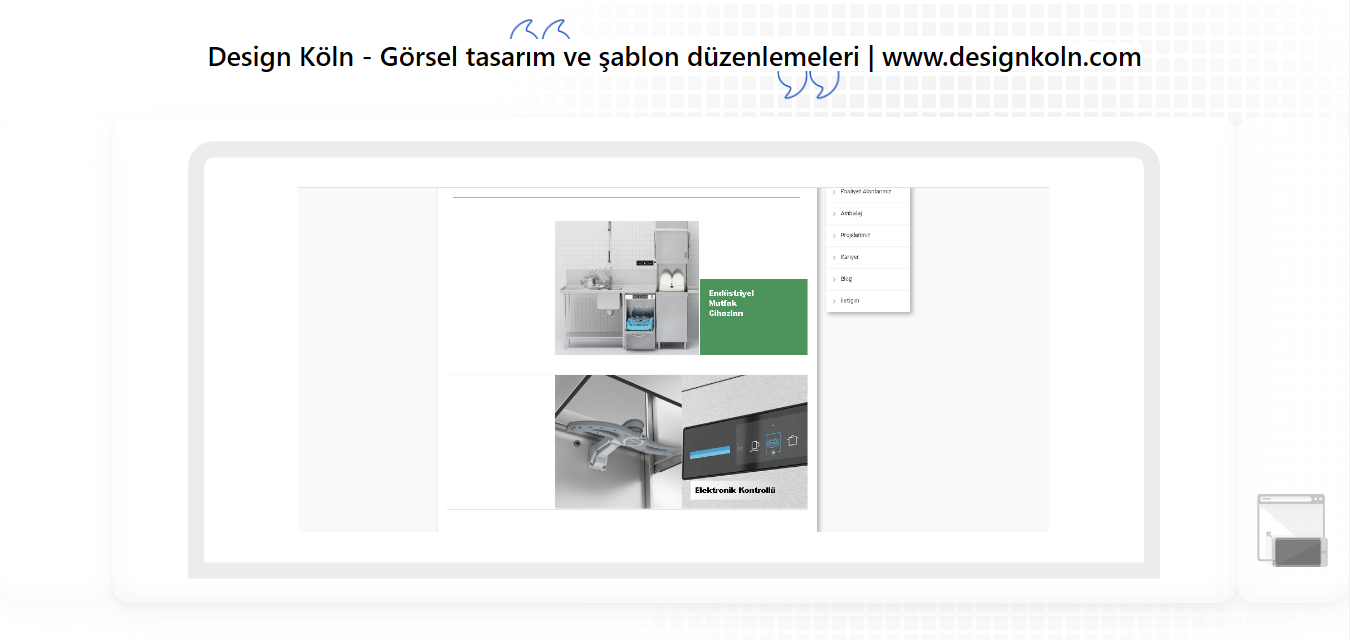 Design Köln - Görsel tasarım ve şablon düzenlemeleri | www.designkoln.com
Faaliyet Alanlarımız
Ambalaj
Projelerimiz
Kariyer
Blog
İletişim
Endüstriyel
Mutfak
Cihazları
Elektronik Kontrollü